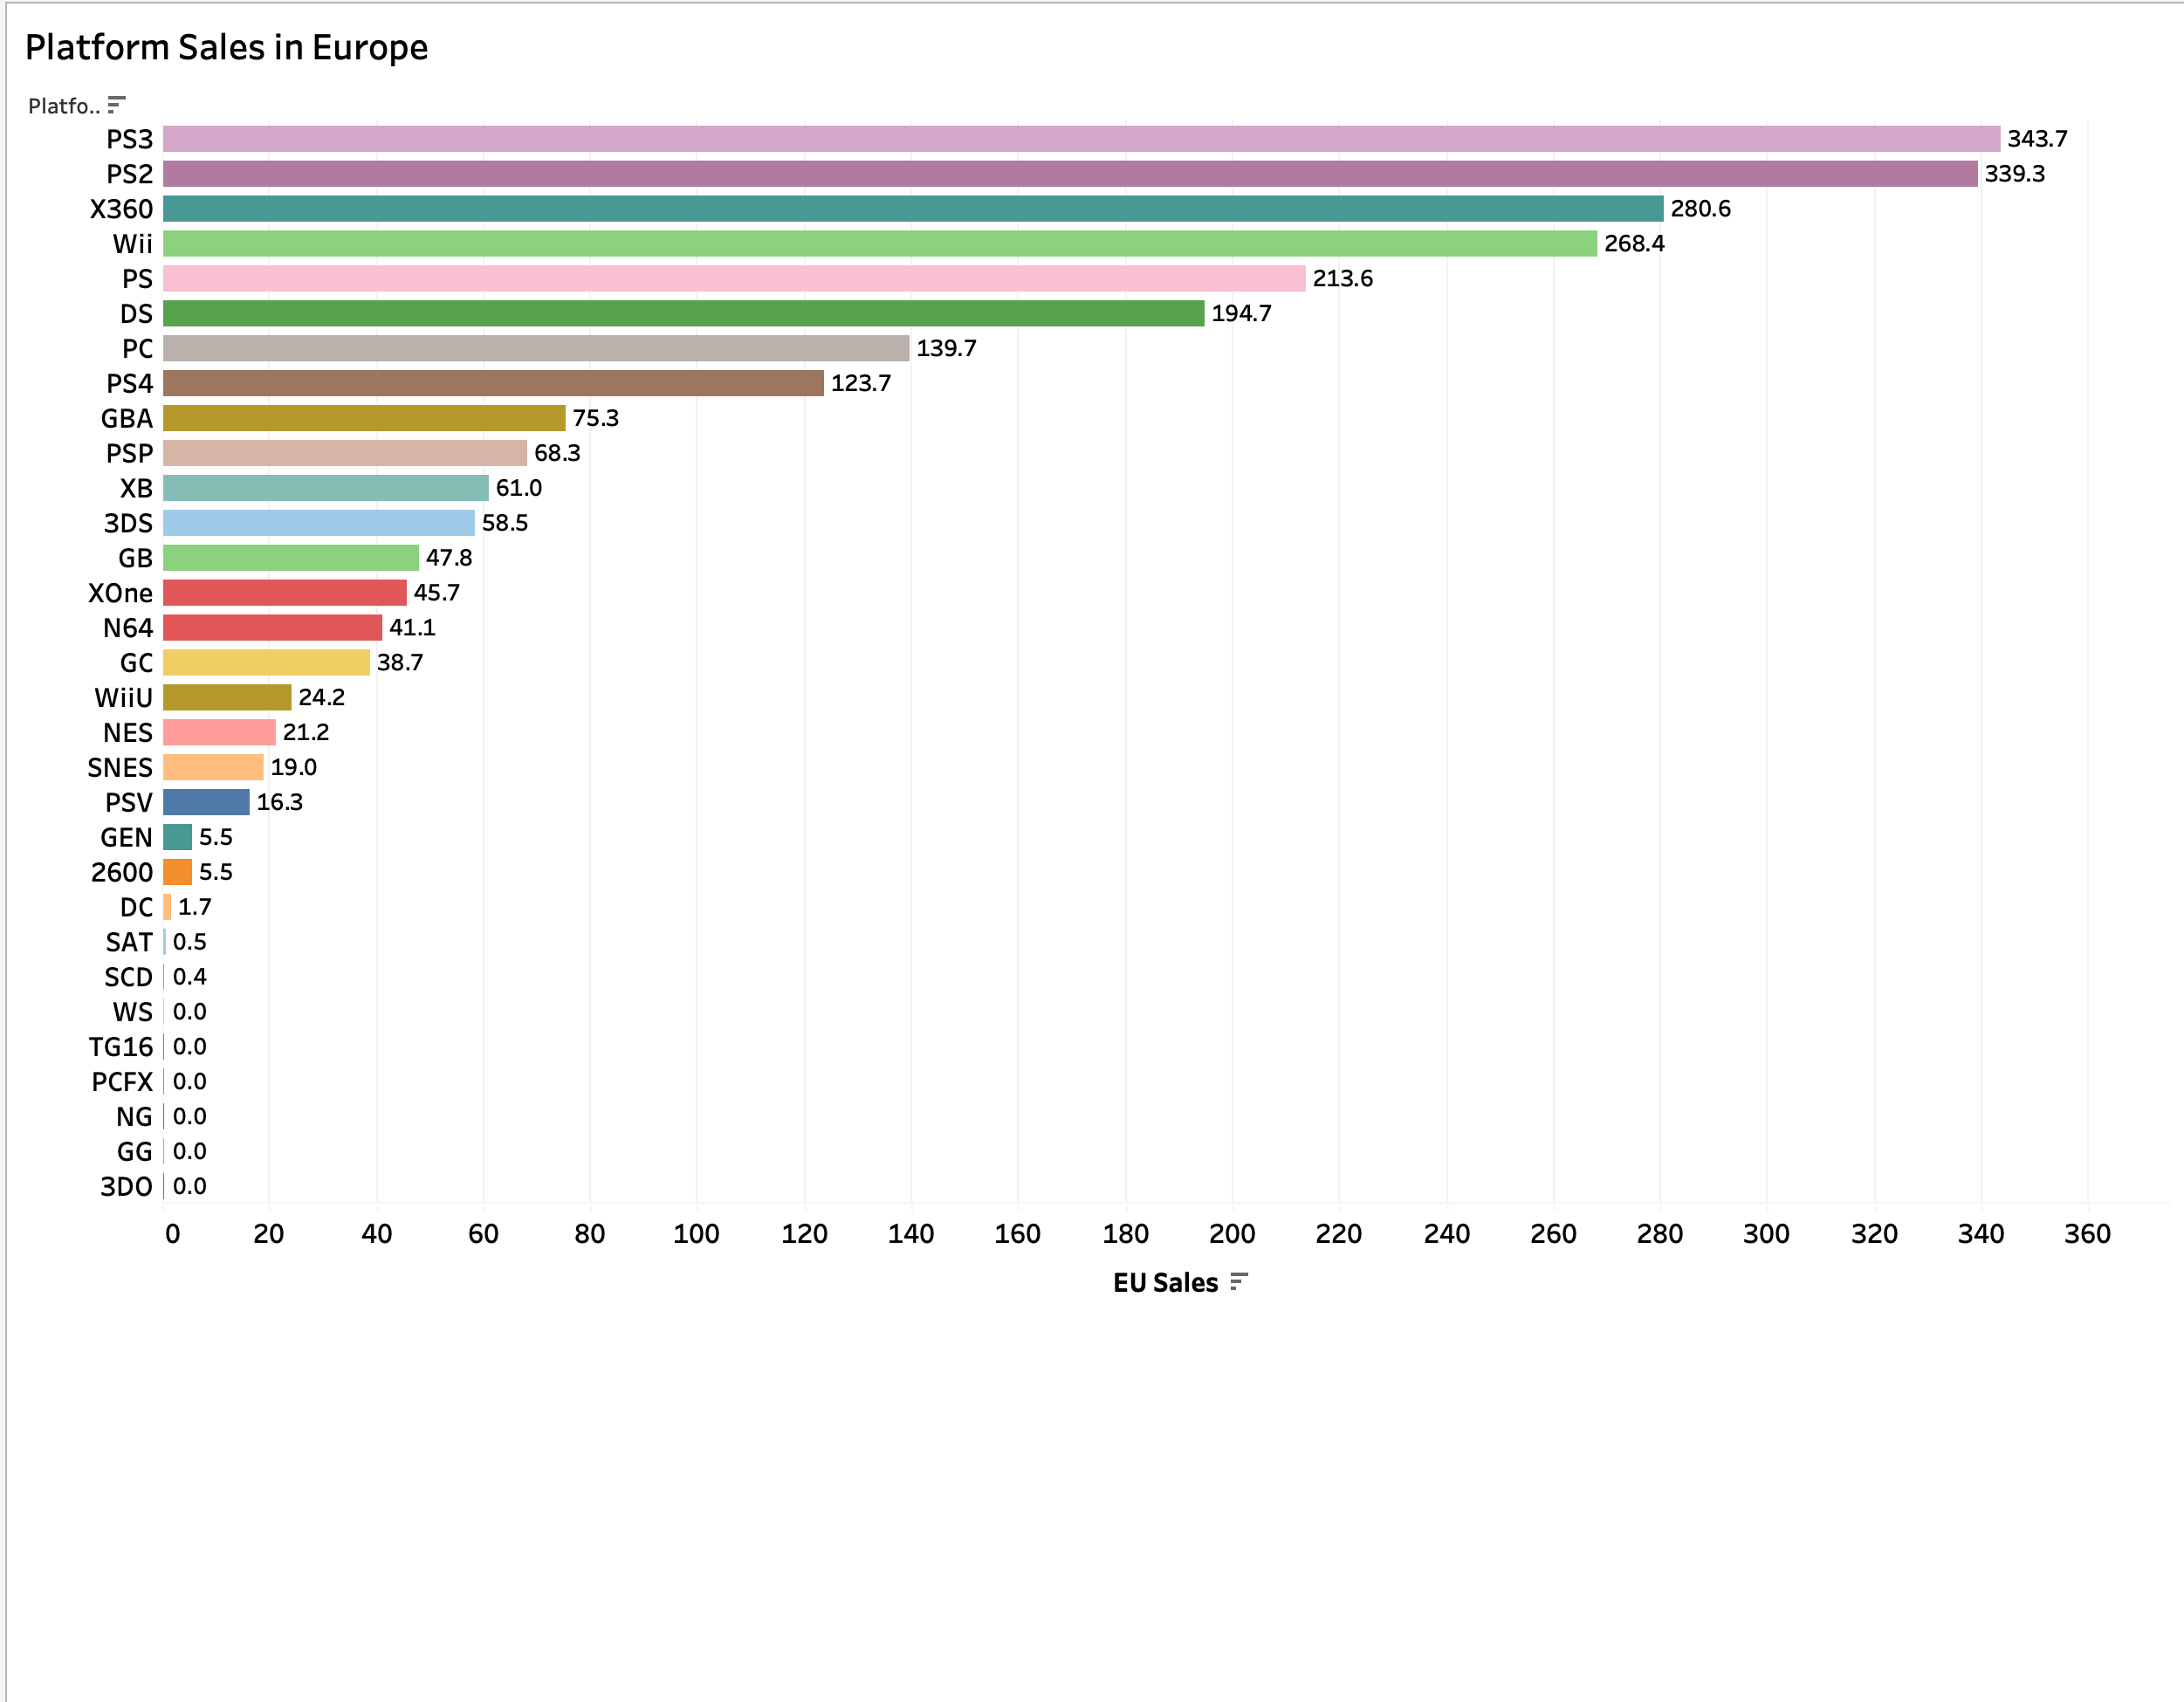 Platform Sales in Europe
Platfo..
PS3 343.7
PS2 339.3
X360 280.6
Wii 268.4
PS 213.6
DS 194.7
PC 139.7
PS4 123.7
GBA 75.3
PSP 68.3
XB 61.0
3DS 58.5
GB 47.8
XOne 45.7
N64 41.1
GC 38.7
WiiU 24.2
NES 21.2
SNES 19.0
PSV 16.3
GEN 5.5
2600 5.5
DC 1.7
SAT 0.5
SCD 0.4
WS 0.0
TG16 0.0
PCFX 0.0
NG 0.0
GG 0.0
3DO 0.0
0 20 40 60 80 100 120 140 160 180 200 220 240 260 280 300 320 340 360
EU Sales